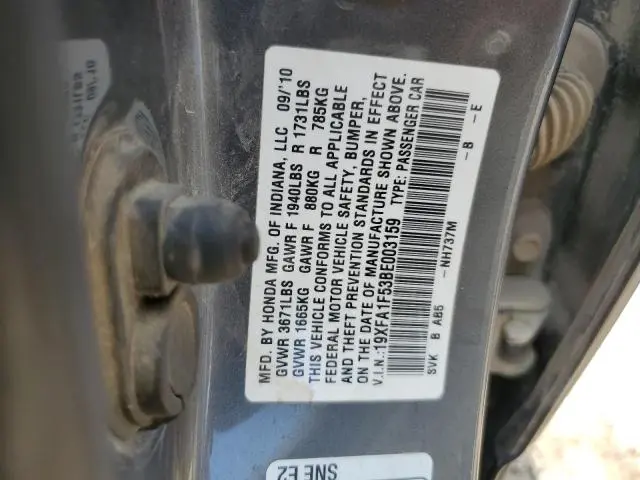 MFD. BY HONDA MFG. OF INDIANA, LLC 09/'10
GVWR 3671LBS GAWR F 1940LBS R 1731LBS
GVWR 1665KG GAWR F 880KG R 785KG
THIS VEHICLE CONFORMS TO ALL APPLICABLE
FEDERAL MOTOR VEHICLE SAFETY, BUMPER,
AND THEFT PREVENTION STANDARDS IN EFFECT
ON THE DATE OF MANUFACTURE SHOWN ABOVE.
V.I.N.:19XFA1F53BE003159 TYPE: PASSENGER CAR
SVK B AB5 -NH737M -B -E
SNE E2